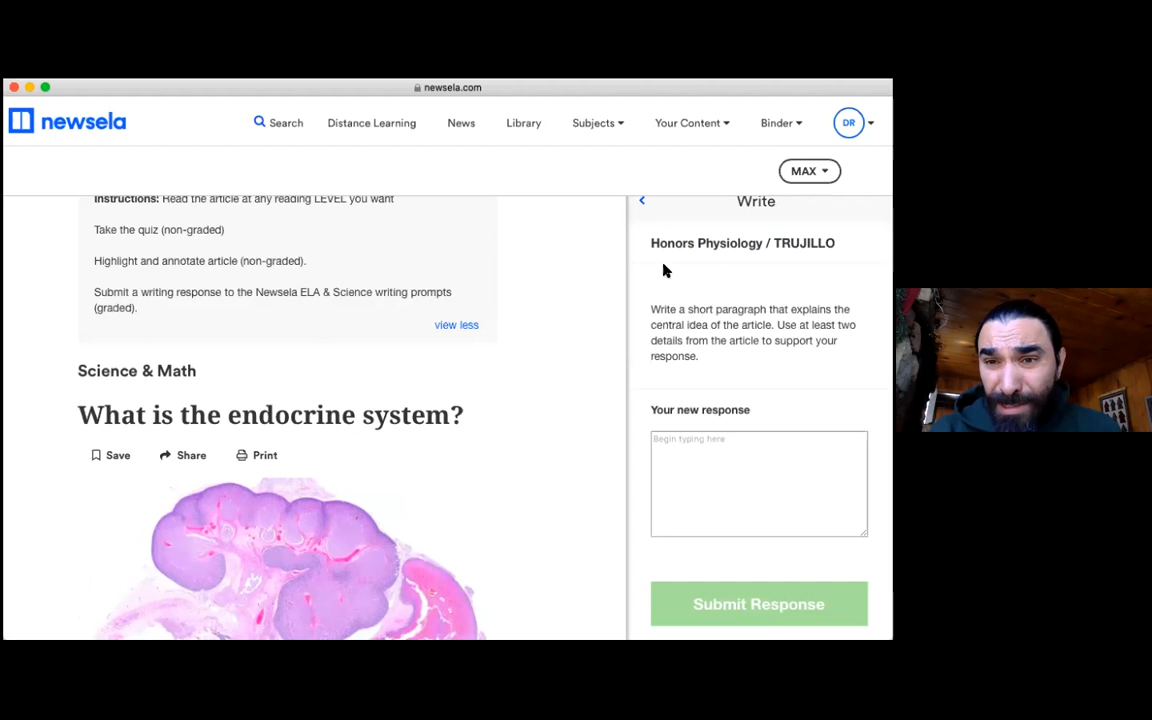 newsela.com
newsela
Search
Distance Learning
News
Library
Subjects
Your Content
Binder
DR
MAX
Instructions: Read the article at any reading LEVEL you want
Take the quiz (non-graded)
Highlight and annotate article (non-graded).
Submit a writing response to the Newsela ELA & Science writing prompts
(graded).
view less
Science & Math
What is the endocrine system?
Save
Share
Print
Write
Honors Physiology / TRUJILLO
Write a short paragraph that explains the
central idea of the article. Use at least two
details from the article to support your
response.
Your new response
Begin typing here
Submit Response